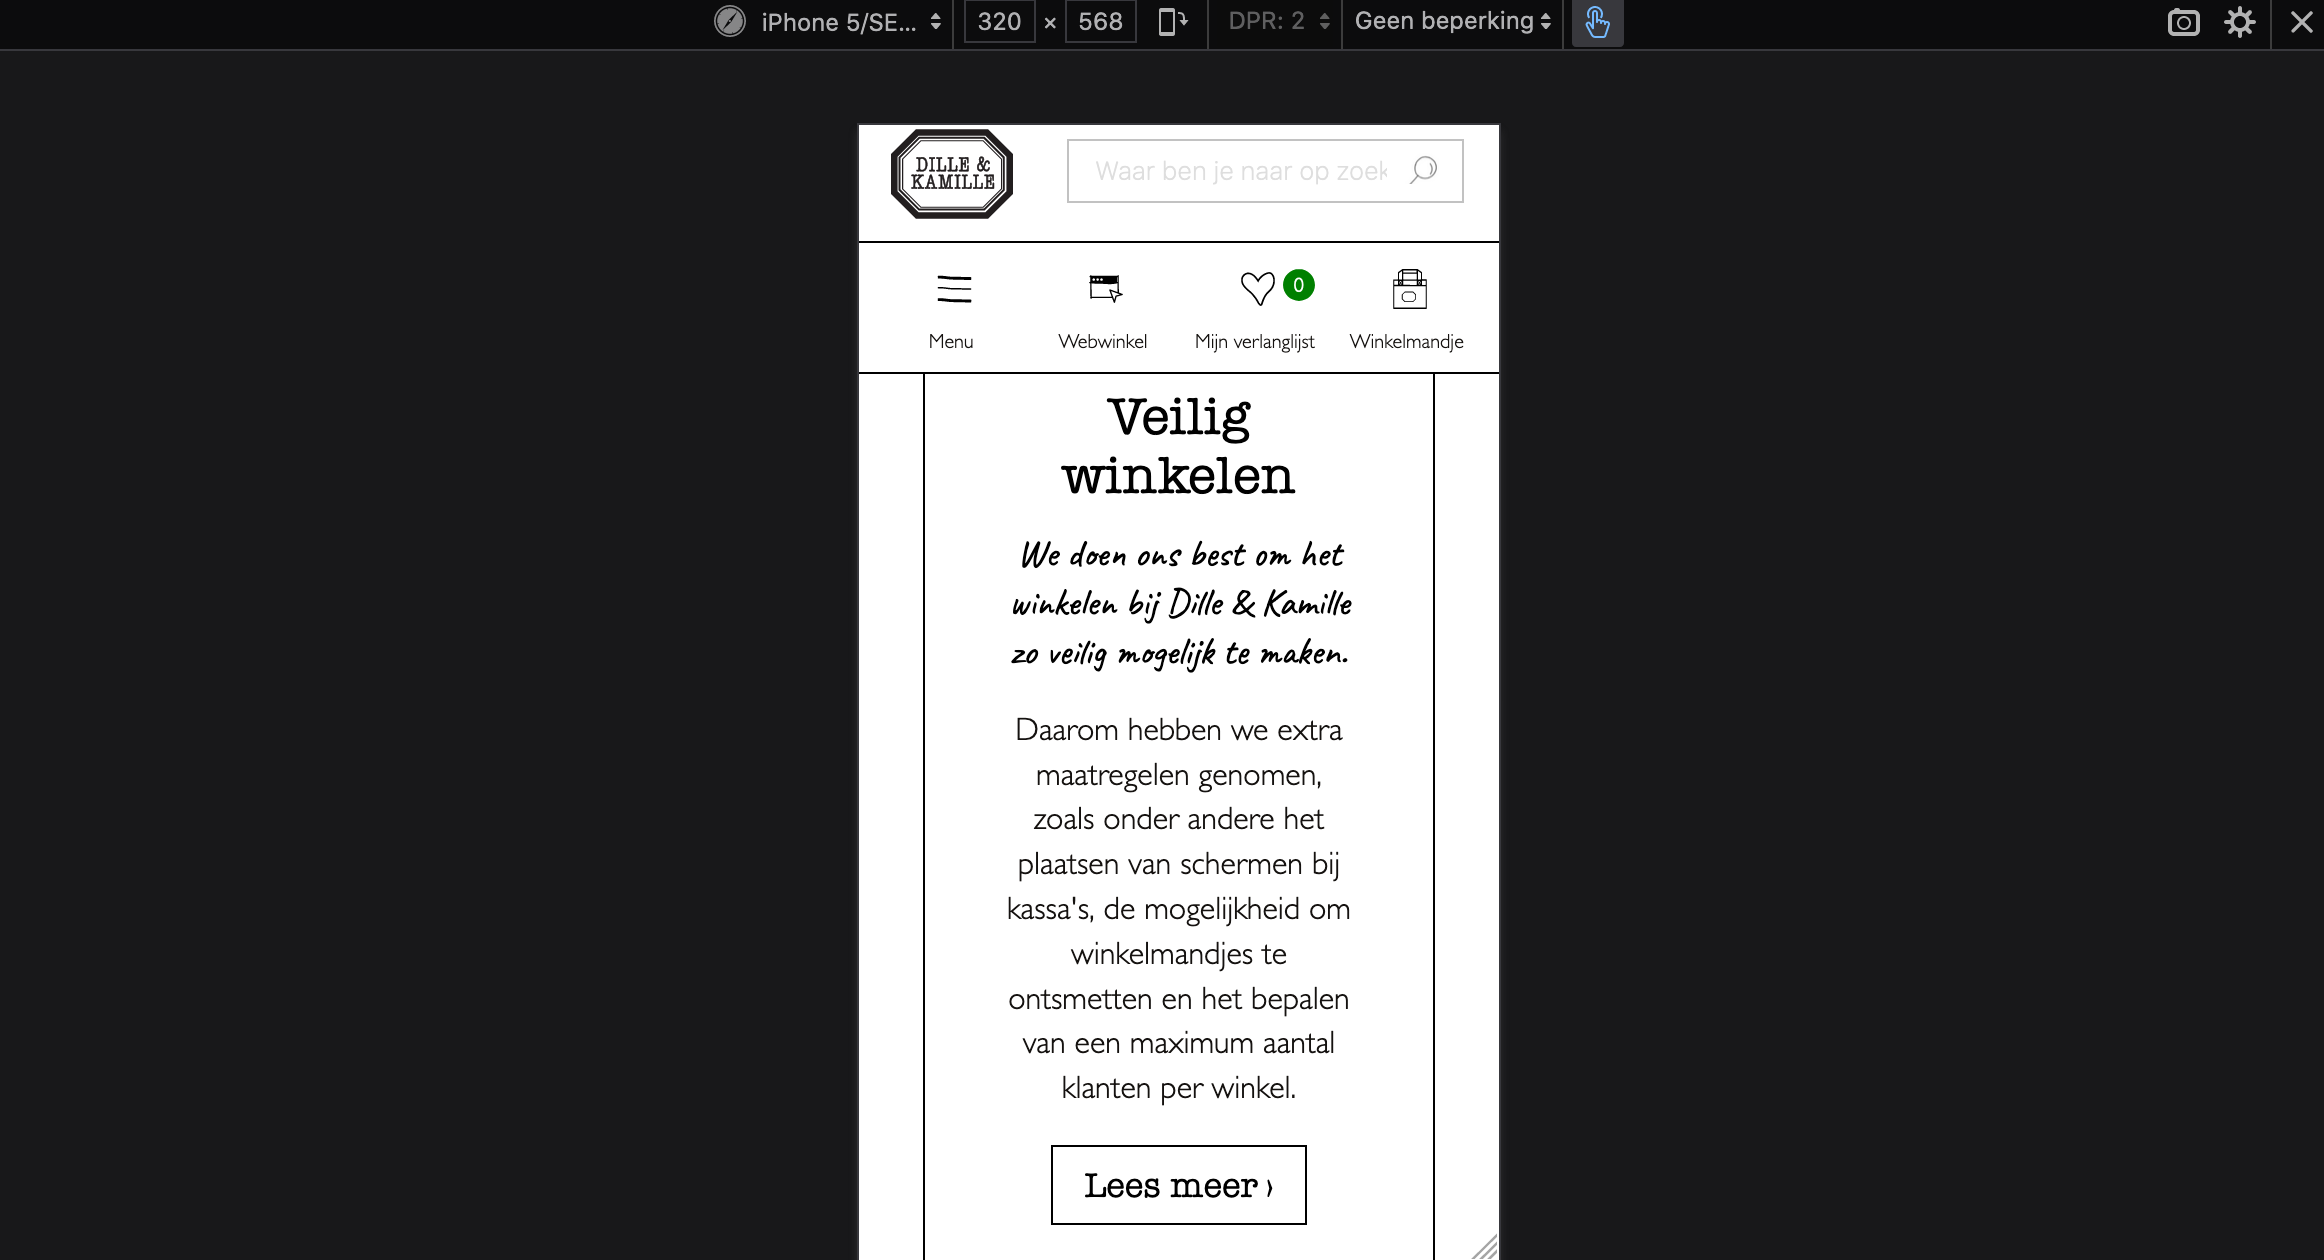 iPhone 5/SE... 320 × 568 DPR: 2 Geen beperking
DILLE &
KAMILLE
Waar ben je naar op zoek
0
Menu Webwinkel Mijn verlanglijst Winkelmandje
Veilig
winkelen
We doen ons best om het
winkelen bij Dille & Kamille
zo veilig mogelijk te maken.
Daarom hebben we extra
maatregelen genomen,
zoals onder andere het
plaatsen van schermen bij
kassa's, de mogelijkheid om
winkelmandjes te
ontsmetten en het bepalen
van een maximum aantal
klanten per winkel.
Lees meer ›